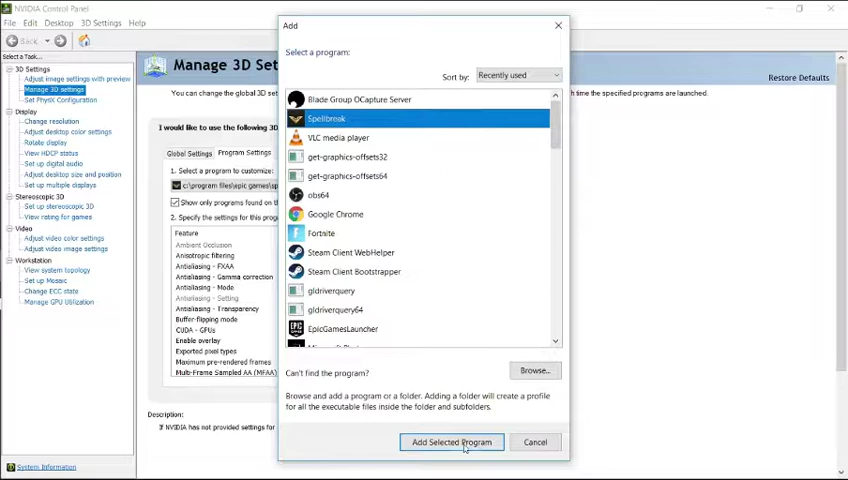 NVIDIA Control Panel
File Edit Desktop 3D Settings Help
Back
Select a Task...
3D Settings
Adjust image settings with preview
Manage 3D settings
Set PhysX Configuration
Display
Change resolution
Adjust desktop color settings
Rotate display
View HDCP status
Set up digital audio
Adjust desktop size and position
Set up multiple displays
Stereoscopic 3D
Set up stereoscopic 3D
View rating for games
Video
Adjust video color settings
Adjust video image settings
Workstation
View system topology
Set up Mosaic
Change ECC state
Manage GPU Utilization
System Information
Manage 3D Set
Restore Defaults
You can change the global 3D set
h time the specified programs are launched.
I would like to use the following 3D
Global Settings Program Settings
1. Select a program to customize:
c:\program files\epic games\sp
Show only programs found on th
2. Specify the settings for this prog
Feature
Ambient Occlusion
Anisotropic filtering
Antialiasing - FXAA
Antialiasing - Gamma correction
Antialiasing - Mode
Antialiasing - Setting
Antialiasing - Transparency
Buffer-flipping mode
CUDA - GPUs
Enable overlay
Exported pixel types
Maximum pre-rendered frames
Multi-Frame Sampled AA (MFAA)
Description:
If NVIDIA has not provided settings for
Add
Select a program:
Sort by: Recently used
Blade Group OCapture Server
Spellbreak
VLC media player
get-graphics-offsets32
get-graphics-offsets64
obs64
Google Chrome
Fortnite
Steam Client WebHelper
Steam Client Bootstrapper
gldriverquery
gldriverquery64
EPIC GAMES
EpicGamesLauncher
Can't find the program?
Browse...
Browse and add a program or a folder. Adding a folder will create a profile
for all the executable files inside the folder and subfolders.
Add Selected Program
Cancel